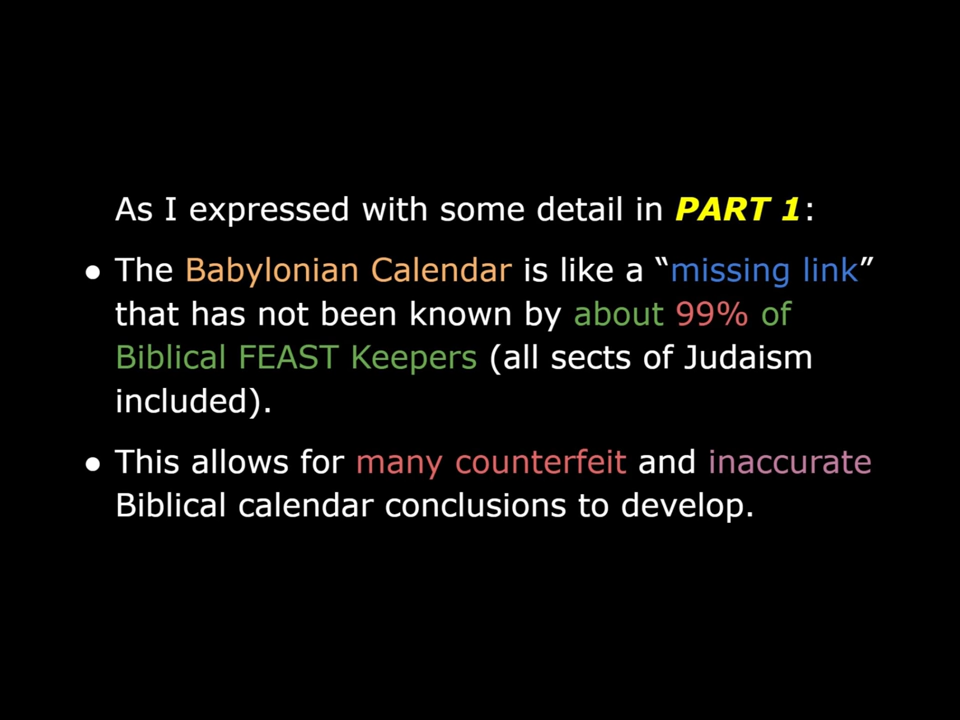 As I expressed with some detail in PART 1:
● The Babylonian Calendar is like a “missing link”
that has not been known by about 99% of
Biblical FEAST Keepers (all sects of Judaism
included).
● This allows for many counterfeit and inaccurate
Biblical calendar conclusions to develop.